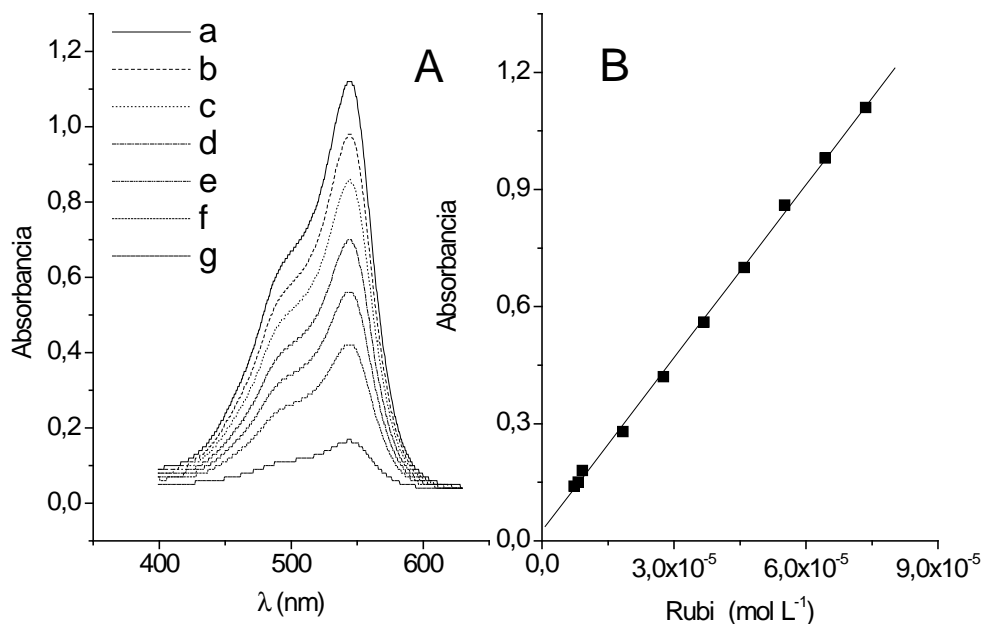 a
b
c
d
e
f
g
A
1,2
1,0
0,8
0,6
0,4
0,2
0,0
Absorbancia
400
500
600
λ (nm)
B
1,2
0,9
0,6
0,3
0,0
Absorbancia
0,0
3,0x10⁻⁵
6,0x10⁻⁵
9,0x10⁻⁵
Rubi (mol L⁻¹)